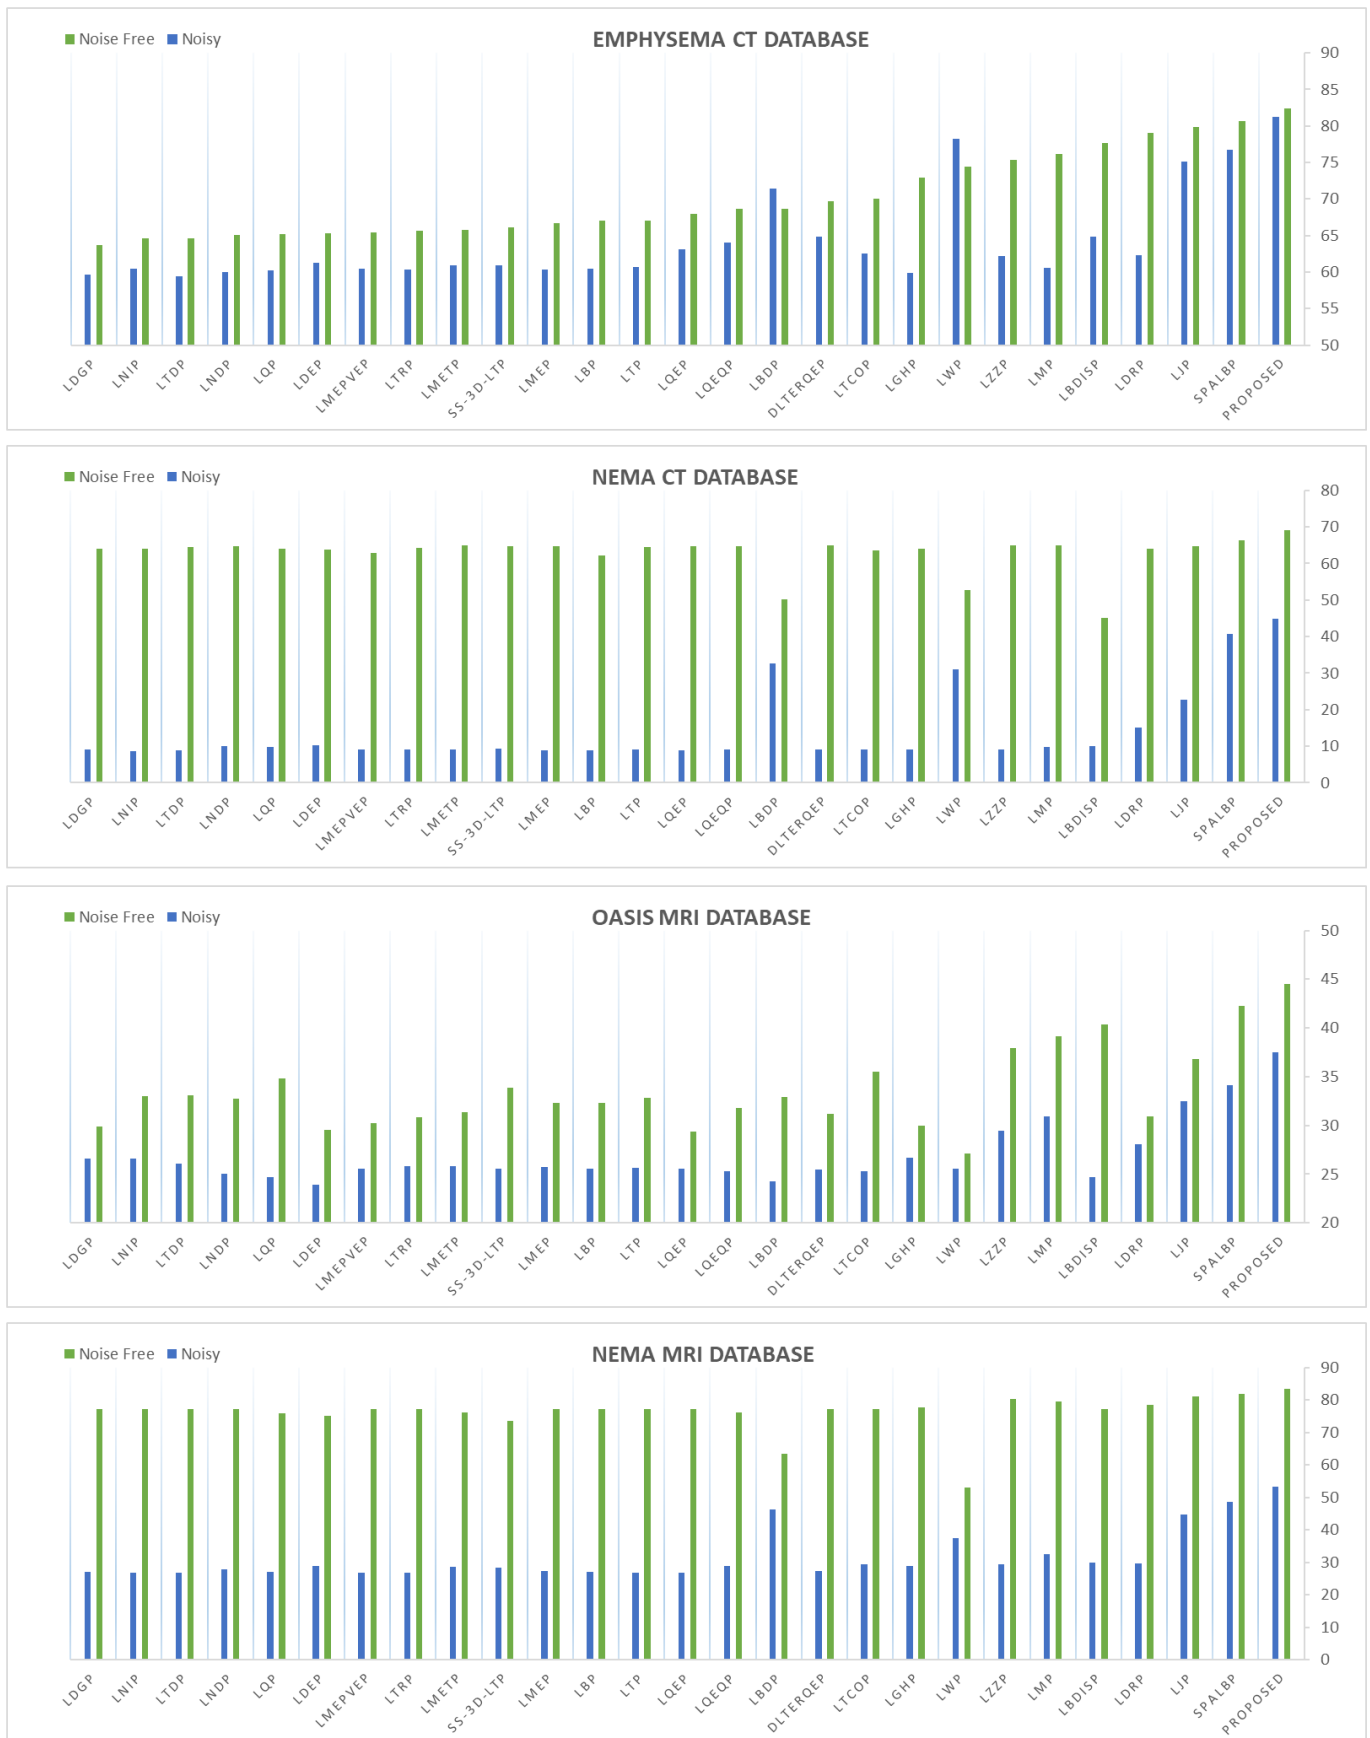 Noise Free Noisy
EMPHYSEMA CT DATABASE
90
85
80
75
70
65
60
55
50
LDGP LNIP LTDP LNDP LQP LDEP LMEPVEP LTRP LMETP SS-3D-LTP LMEP LBP LTP LQEP LQEQP LBDP DLTERQEP LTCOP LGHP LWP LZZP LMP LBDISP LDRP LJP SPALBP PROPOSED
Noise Free Noisy
NEMA CT DATABASE
80
70
60
50
40
30
20
10
0
LDGP LNIP LTDP LNDP LQP LDEP LMEPVEP LTRP LMETP SS-3D-LTP LMEP LBP LTP LQEP LQEQP LBDP DLTERQEP LTCOP LGHP LWP LZZP LMP LBDISP LDRP LJP SPALBP PROPOSED
Noise Free Noisy
OASIS MRI DATABASE
50
45
40
35
30
25
20
LDGP LNIP LTDP LNDP LQP LDEP LMEPVEP LTRP LMETP SS-3D-LTP LMEP LBP LTP LQEP LQEQP LBDP DLTERQEP LTCOP LGHP LWP LZZP LMP LBDISP LDRP LJP SPALBP PROPOSED
Noise Free Noisy
NEMA MRI DATABASE
90
80
70
60
50
40
30
20
10
0
LDGP LNIP LTDP LNDP LQP LDEP LMEPVEP LTRP LMETP SS-3D-LTP LMEP LBP LTP LQEP LQEQP LBDP DLTERQEP LTCOP LGHP LWP LZZP LMP LBDISP LDRP LJP SPALBP PROPOSED